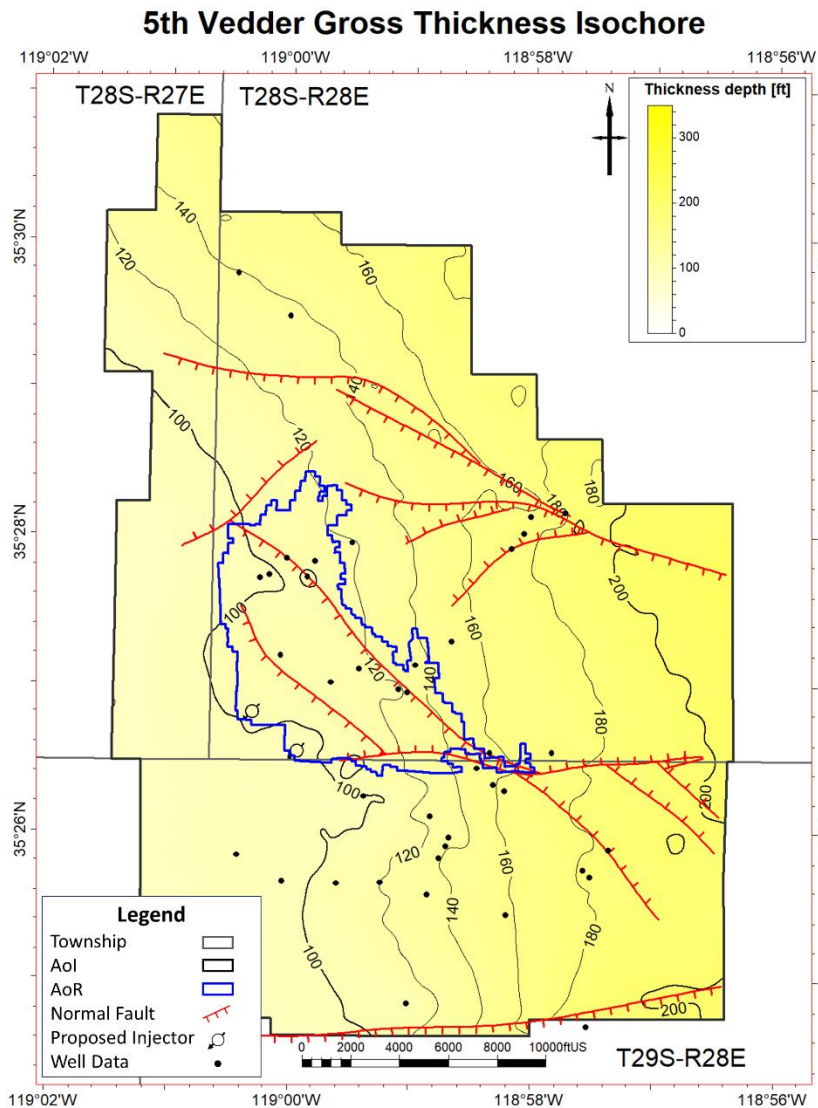 5th Vedder Gross Thickness Isochore
119°02'W 119°00'W 118°58'W 118°56'W
T28S-R27E T28S-R28E
N
Thickness depth [ft]
300
200
100
0
140
120
160
35°30'N
140
100
120
160
180
180
35°28'N
200
100
160
120
140
180
100
200
35°26'N
120
160
140
180
100
200
Legend
Township
AoI
AoR
Normal Fault
Proposed Injector
Well Data
0 2000 4000 6000 8000 10000ftUS
T29S-R28E
119°02'W 119°00'W 118°58'W 118°56'W